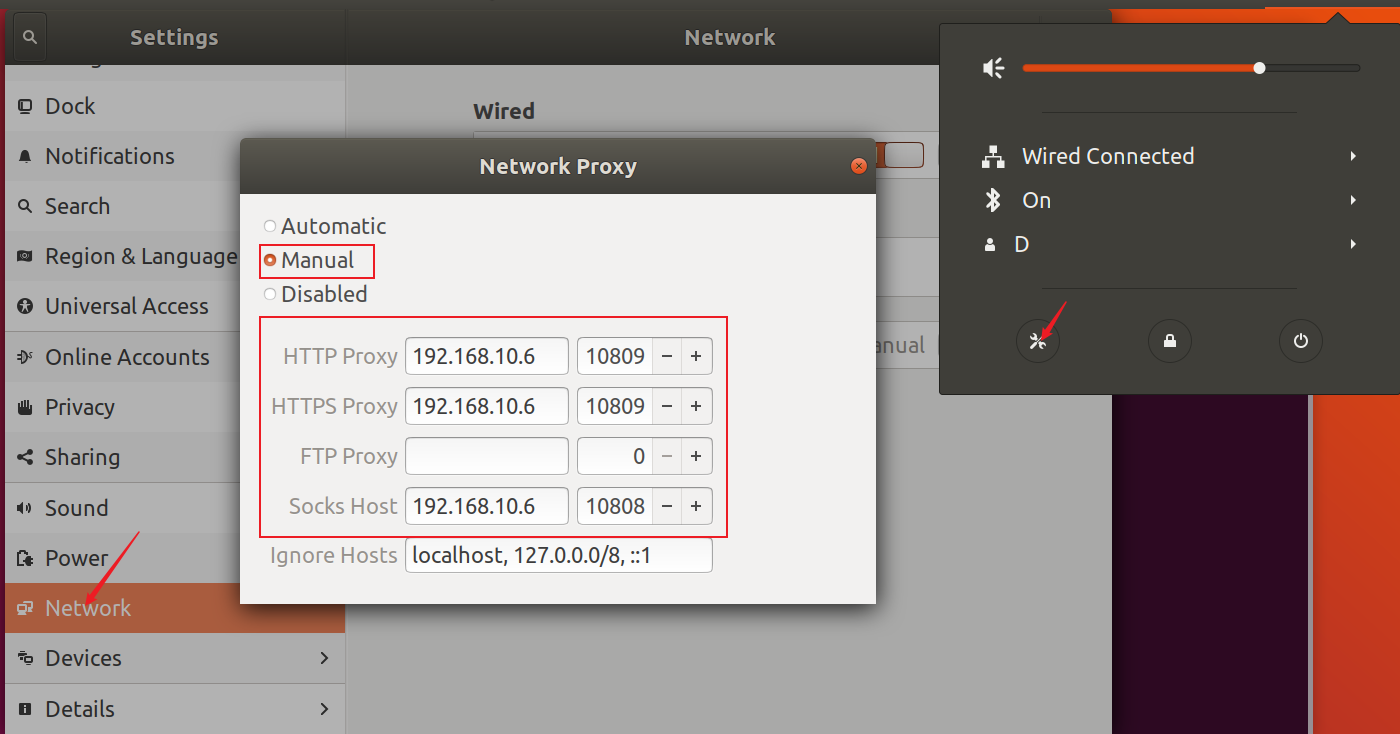 Settings
Network
Dock
Notifications
Search
Region & Language
Universal Access
Online Accounts
Privacy
Sharing
Sound
Power
Network
Devices
Details
Wired
Network Proxy
Automatic
Manual
Disabled
HTTP Proxy 192.168.10.6 10809 − +
HTTPS Proxy 192.168.10.6 10809 − +
FTP Proxy 0 − +
Socks Host 192.168.10.6 10808 − +
Ignore Hosts localhost, 127.0.0.0/8, ::1
Wired Connected
On
D